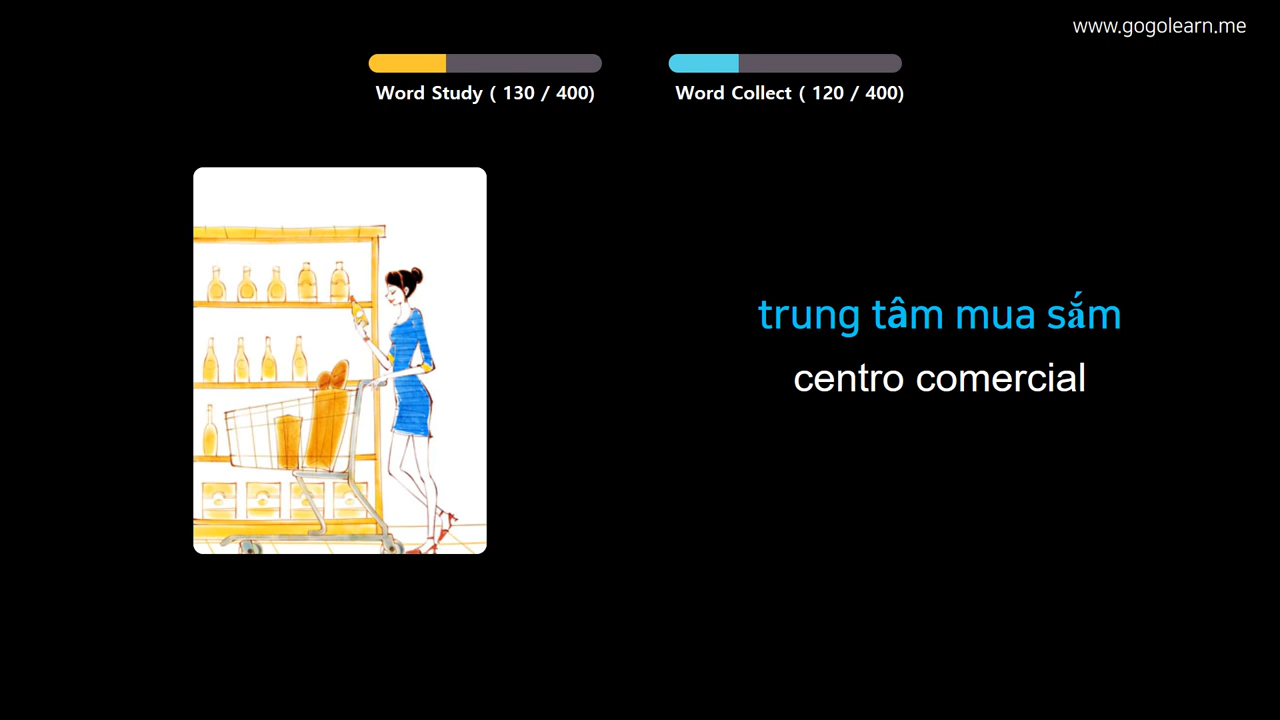 www.gogolearn.me
Word Study ( 130 / 400)
Word Collect ( 120 / 400)
trung tâm mua sắm
centro comercial